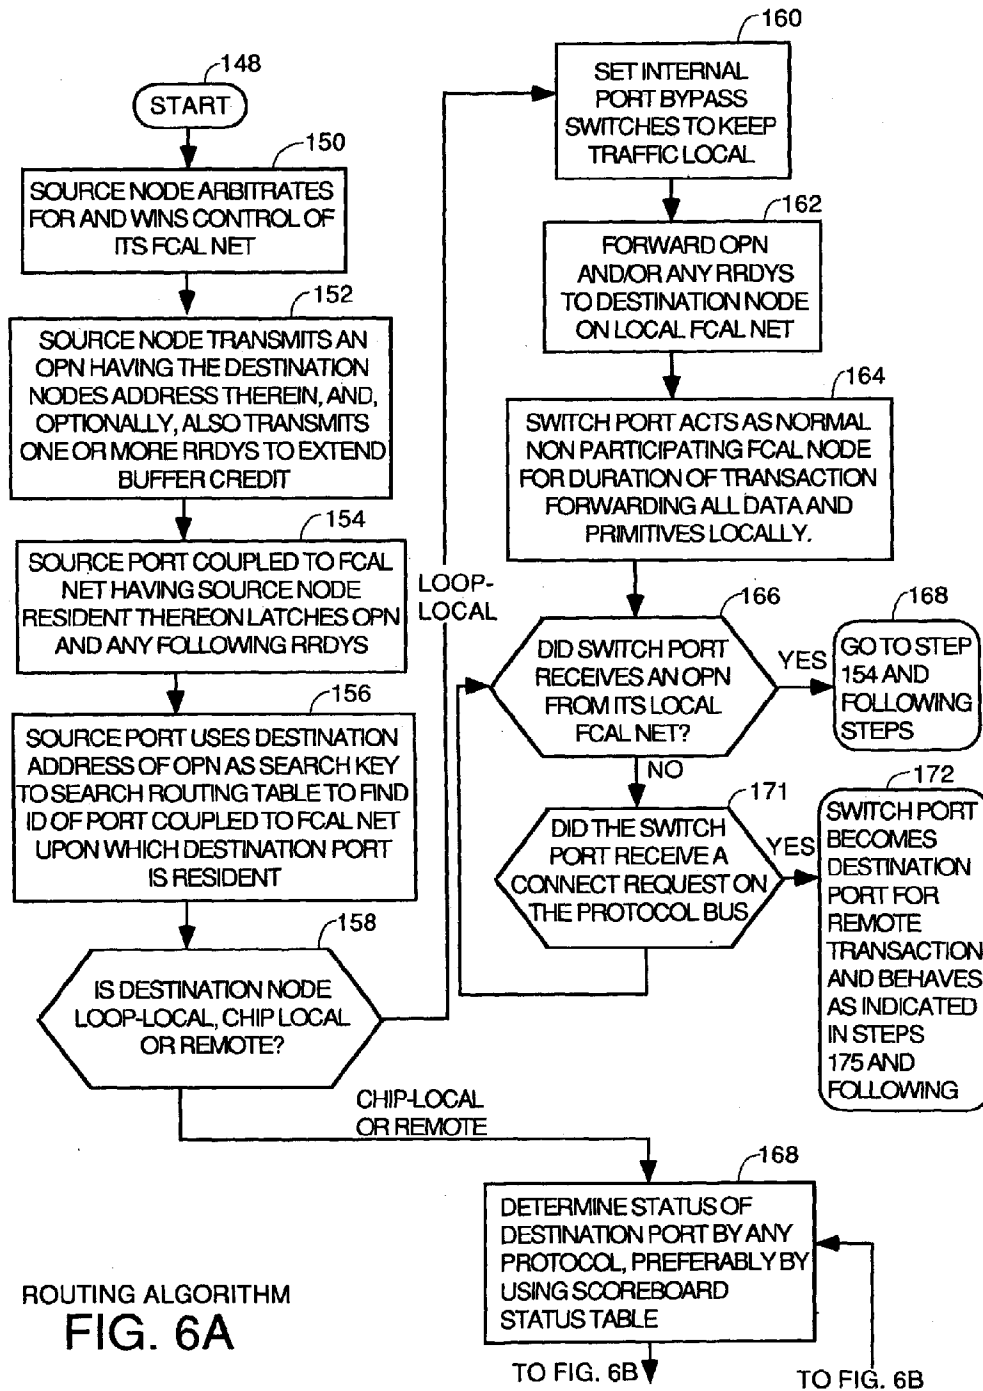 148
START
150
SOURCE NODE ARBITRATES
FOR AND WINS CONTROL OF
ITS FCAL NET
152
SOURCE NODE TRANSMITS AN
OPN HAVING THE DESTINATION
NODES ADDRESS THEREIN, AND,
OPTIONALLY, ALSO TRANSMITS
ONE OR MORE RRDYS TO EXTEND
BUFFER CREDIT
154
SOURCE PORT COUPLED TO FCAL
NET HAVING SOURCE NODE
RESIDENT THEREON LATCHES OPN
AND ANY FOLLOWING RRDYS
156
SOURCE PORT USES DESTINATION
ADDRESS OF OPN AS SEARCH KEY
TO SEARCH ROUTING TABLE TO FIND
ID OF PORT COUPLED TO FCAL NET
UPON WHICH DESTINATION PORT
IS RESIDENT
158
IS DESTINATION NODE
LOOP-LOCAL, CHIP LOCAL
OR REMOTE?
LOOP-
LOCAL
CHIP-LOCAL
OR REMOTE
160
SET INTERNAL
PORT BYPASS
SWITCHES TO KEEP
TRAFFIC LOCAL
162
FORWARD OPN
AND/OR ANY RRDYS
TO DESTINATION NODE
ON LOCAL FCAL NET
164
SWITCH PORT ACTS AS NORMAL
NON PARTICIPATING FCAL NODE
FOR DURATION OF TRANSACTION
FORWARDING ALL DATA AND
PRIMITIVES LOCALLY.
166
DID SWITCH PORT
RECEIVES AN OPN
FROM ITS LOCAL
FCAL NET?
YES
168
GO TO STEP
154 AND
FOLLOWING
STEPS
NO
171
DID THE SWITCH
PORT RECEIVE A
CONNECT REQUEST ON
THE PROTOCOL BUS
YES
172
SWITCH PORT
BECOMES
DESTINATION
PORT FOR
REMOTE
TRANSACTION
AND BEHAVES
AS INDICATED
IN STEPS
175 AND
FOLLOWING
168
DETERMINE STATUS OF
DESTINATION PORT BY ANY
PROTOCOL, PREFERABLY BY
USING SCOREBOARD
STATUS TABLE
TO FIG. 6B
TO FIG. 6B
ROUTING ALGORITHM
FIG. 6A